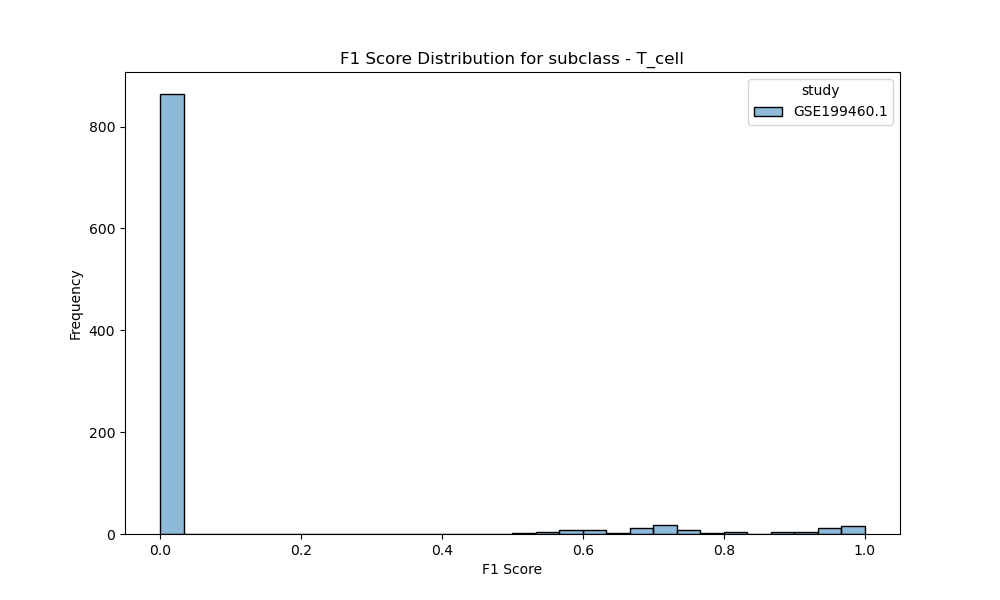 F1 Score Distribution for subclass - T_cell
study
GSE199460.1
Frequency
800
600
400
200
0
0.0 0.2 0.4 0.6 0.8 1.0
F1 Score